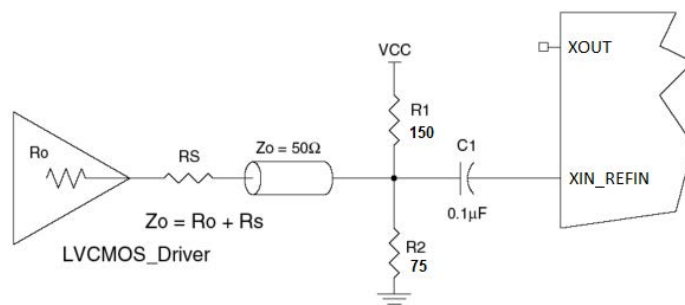 VCC
XOUT
R1
150
C1
Ro
RS
Zo = 50Ω
XIN_REFIN
0.1µF
Zo = Ro + Rs
LVCMOS_Driver
R2
75